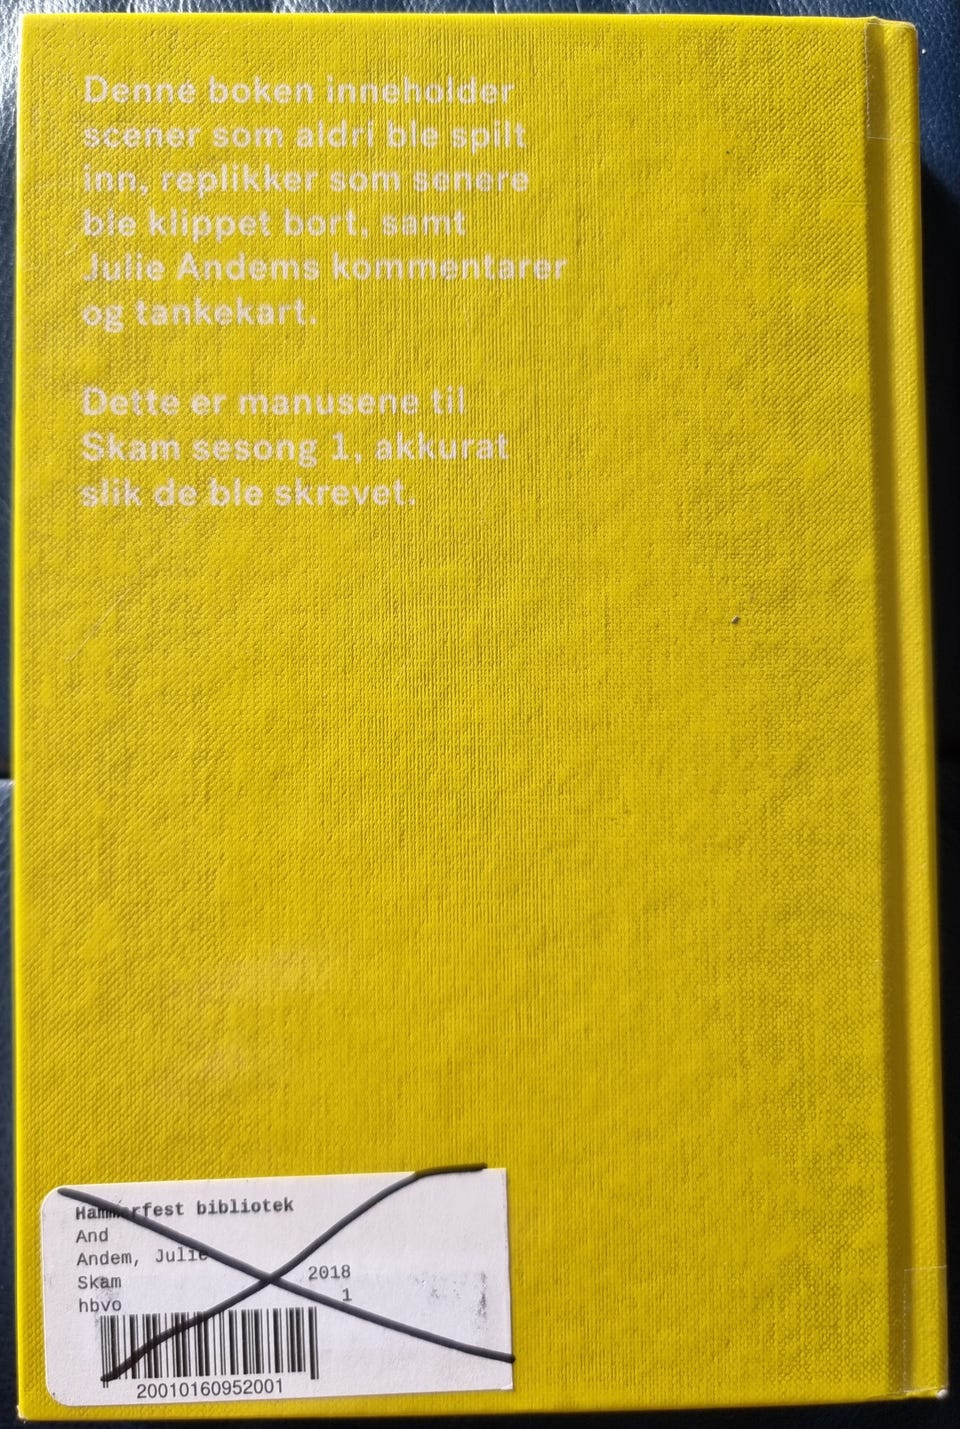 Denne boken inneholder
scener som aldri ble spilt
inn, replikker som senere
ble klippet bort, samt
Julie Andems kommentarer
og tankekart.
Dette er manusene til
Skam sesong 1, akkurat
slik de ble skrevet.
Hammerfest bibliotek
And
Andem, Julie
Skam 2018
hbvo 1
20010160952001